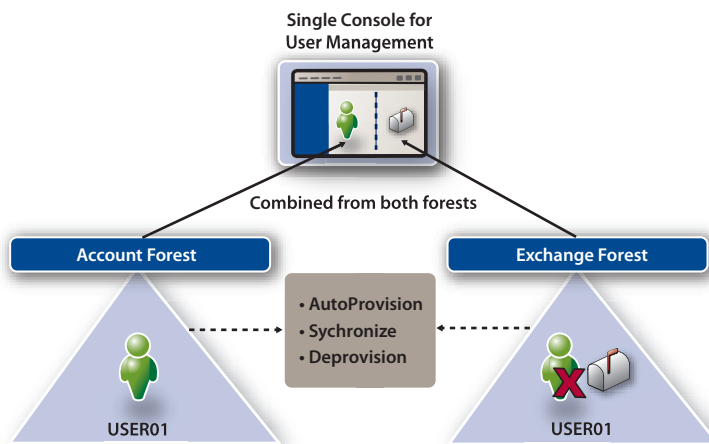 Single Console for
User Management
Combined from both forests
Account Forest
Exchange Forest
• AutoProvision
• Sychronize
• Deprovision
USER01
USER01